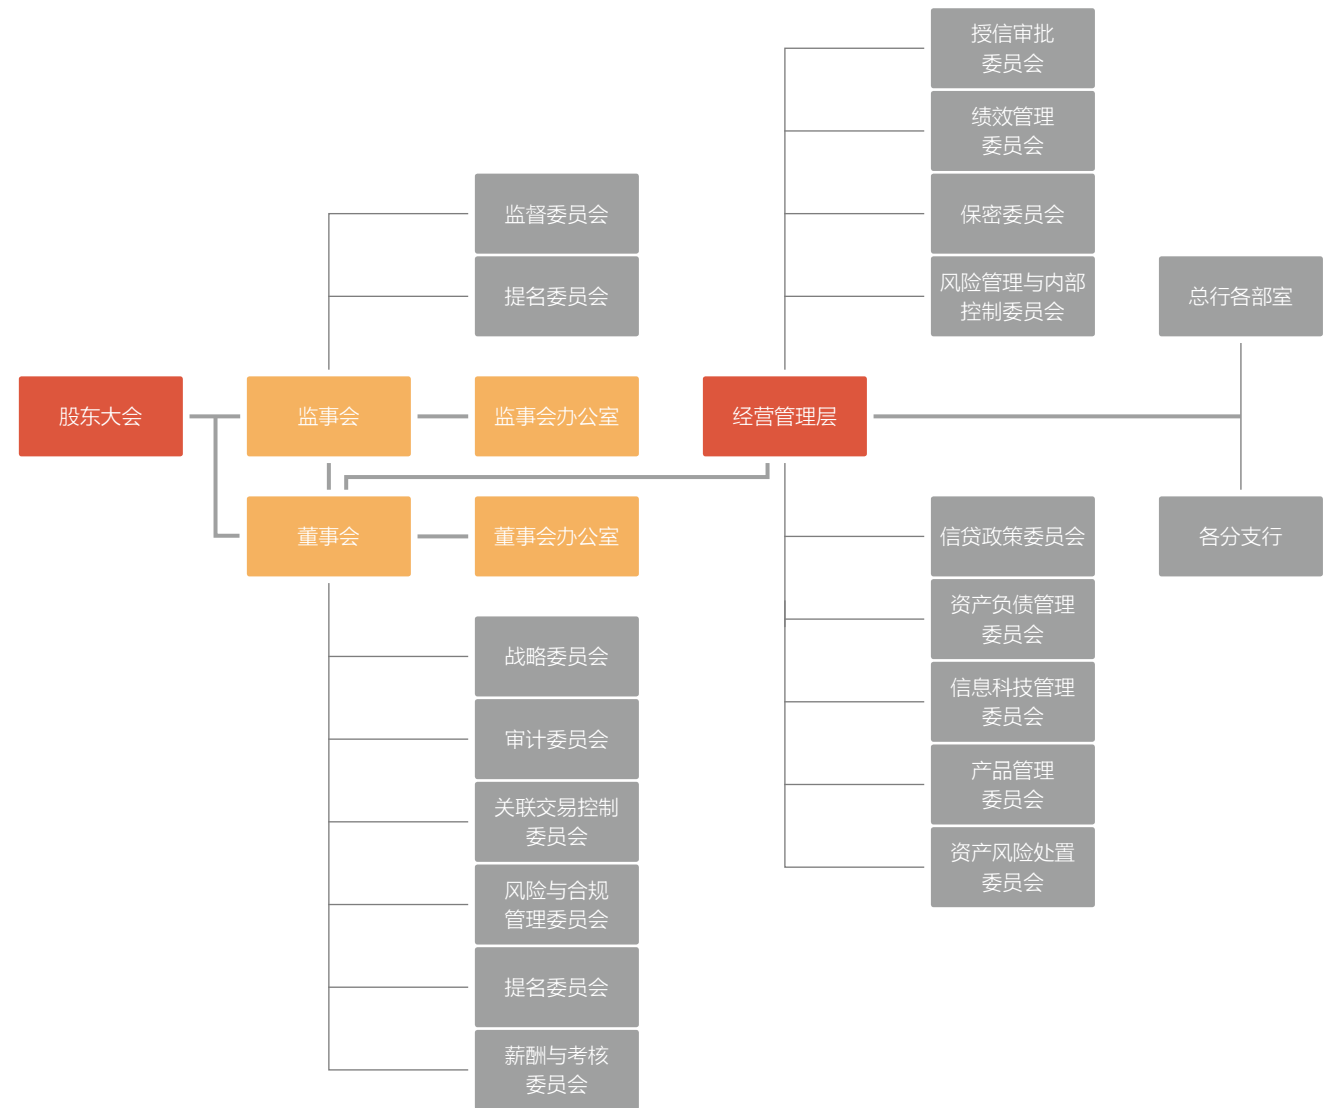 股东大会
监事会
董事会
监督委员会
提名委员会
监事会办公室
董事会办公室
战略委员会
审计委员会
关联交易控制
委员会
风险与合规
管理委员会
提名委员会
薪酬与考核
委员会
经营管理层
授信审批
委员会
绩效管理
委员会
保密委员会
风险管理与内部
控制委员会
信贷政策委员会
资产负债管理
委员会
信息科技管理
委员会
产品管理
委员会
资产风险处置
委员会
总行各部室
各分支行